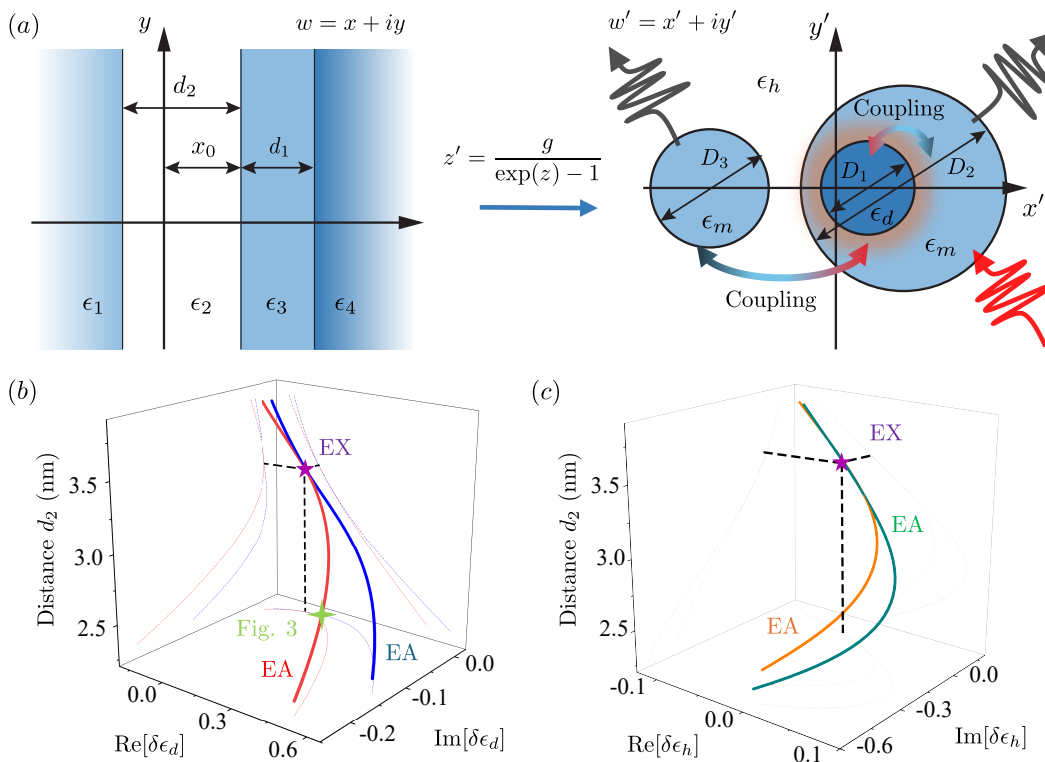 (a)
y
w = x + iy
d₂
x₀
d₁
ϵ₁
ϵ₂
ϵ₃
ϵ₄
z′ = g / (exp(z) − 1)
w′ = x′ + iy′
y′
ϵₕ
Coupling
D₃
D₁
D₂
x′
ϵₘ
ϵ_d
ϵₘ
Coupling
(b)
Distance d₂ (nm)
3.5
3.0
2.5
EX
Fig. 3
EA
EA
0.0
0.3
0.6
Re[δϵ_d]
-0.2
-0.1
0.0
Im[δϵ_d]
(c)
Distance d₂ (nm)
3.5
3.0
2.5
EX
EA
EA
-0.1
0.0
0.1
Re[δϵₕ]
-0.6
-0.3
0.0
Im[δϵₕ]